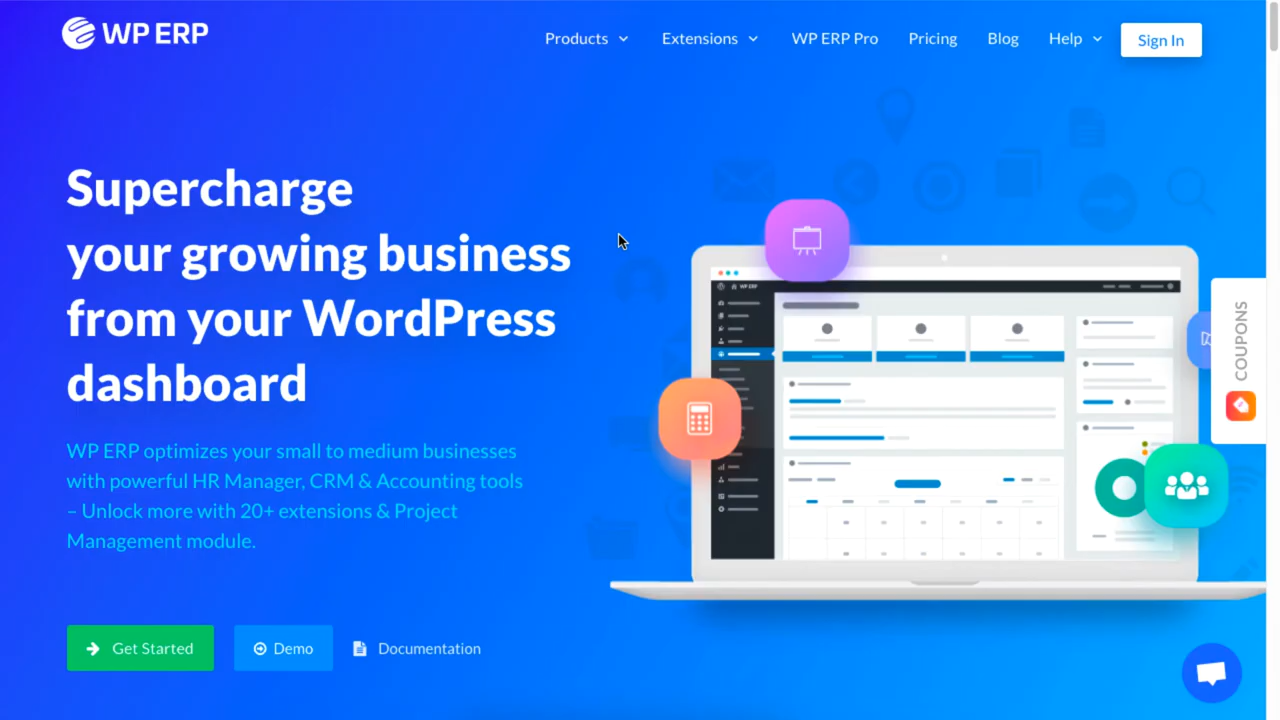 WP ERP
Products
Extensions
WP ERP Pro
Pricing
Blog
Help
Sign In
Supercharge
your growing business
from your WordPress
dashboard
WP ERP optimizes your small to medium businesses
with powerful HR Manager, CRM & Accounting tools
– Unlock more with 20+ extensions & Project
Management module.
Get Started
Demo
Documentation
WP ERP
COUPONS